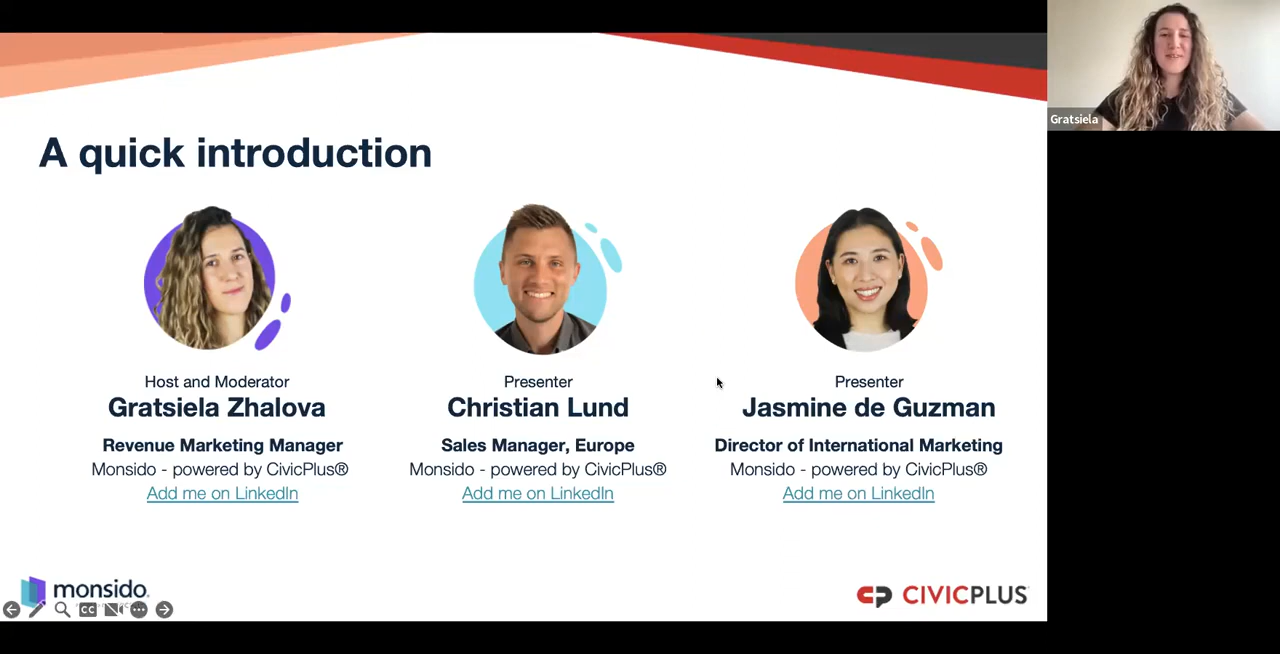 Gratsiela
A quick introduction
Host and Moderator
Gratsiela Zhalova
Revenue Marketing Manager
Monsido - powered by CivicPlus®
Add me on LinkedIn
Presenter
Christian Lund
Sales Manager, Europe
Monsido - powered by CivicPlus®
Add me on LinkedIn
Presenter
Jasmine de Guzman
Director of International Marketing
Monsido - powered by CivicPlus®
Add me on LinkedIn
monsido
CC
CP CIVICPLUS